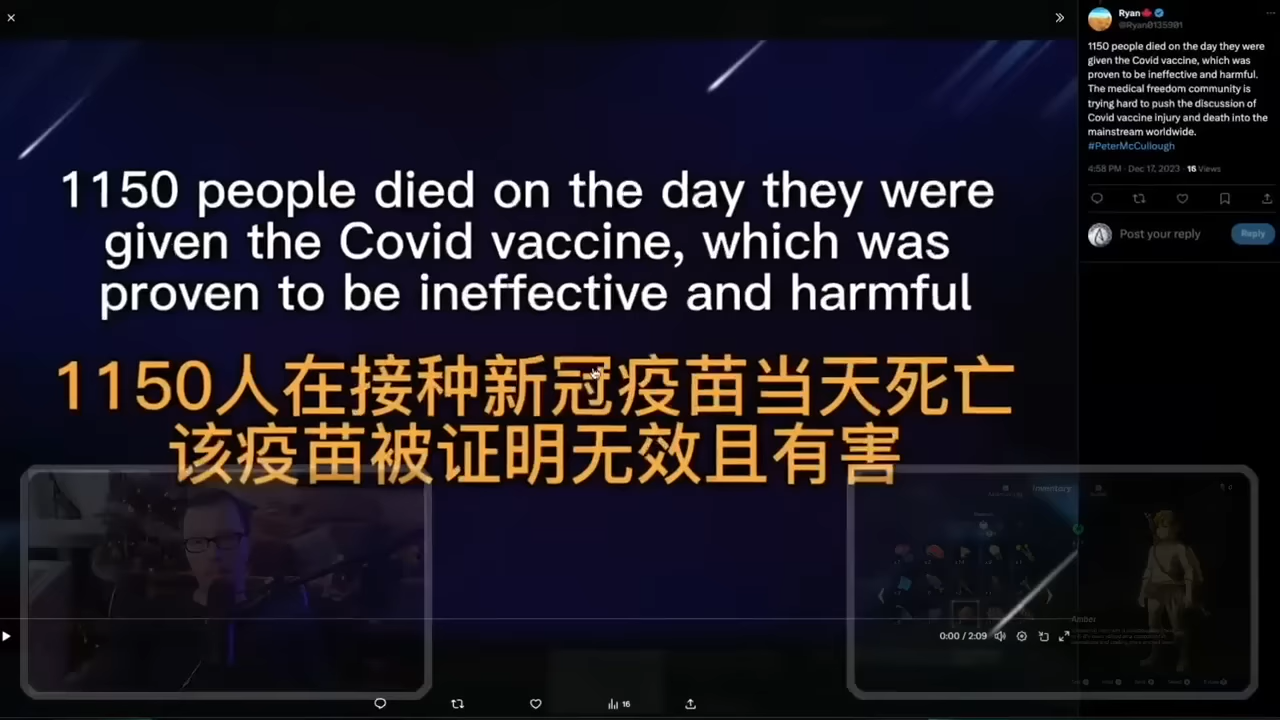 Ryan
@Ryan0135901
1150 people died on the day they were
given the Covid vaccine, which was
proven to be ineffective and harmful.
The medical freedom community is
trying hard to push the discussion of
Covid vaccine injury and death into the
mainstream worldwide.
#PeterMcCullough
4:58 PM · Dec 17, 2023 · 16 Views
Post your reply
Reply
1150 people died on the day they were
given the Covid vaccine, which was
proven to be ineffective and harmful
1150人在接种新冠疫苗当天死亡
该疫苗被证明无效且有害
Inventory
Amber
0:00 / 2:09
16